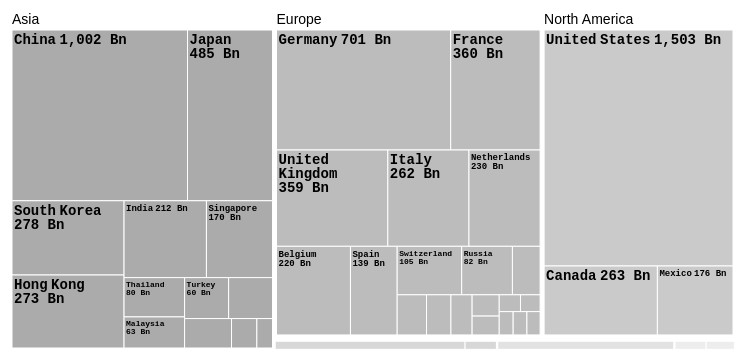 Asia
China 1,002 Bn
Japan
485 Bn
South Korea
278 Bn
India 212 Bn
Singapore
170 Bn
Hong Kong
273 Bn
Thailand
80 Bn
Turkey
60 Bn
Malaysia
63 Bn
Europe
Germany 701 Bn
France
360 Bn
United
Kingdom
359 Bn
Italy
262 Bn
Netherlands
230 Bn
Belgium
220 Bn
Spain
139 Bn
Switzerland
105 Bn
Russia
82 Bn
North America
United States 1,503 Bn
Canada 263 Bn
Mexico 176 Bn